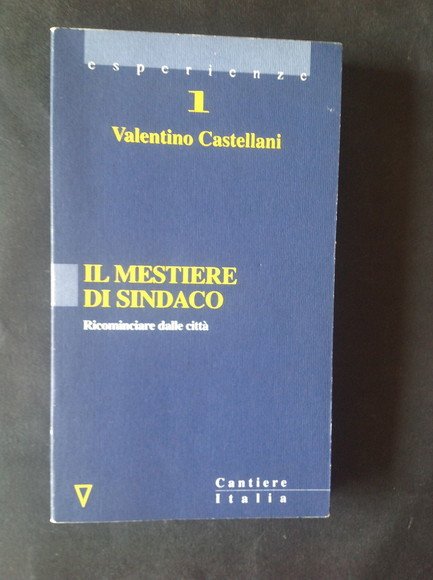 esperienze
1
Valentino Castellani
IL MESTIERE
DI SINDACO
Ricominciare dalle città
Cantiere
Italia